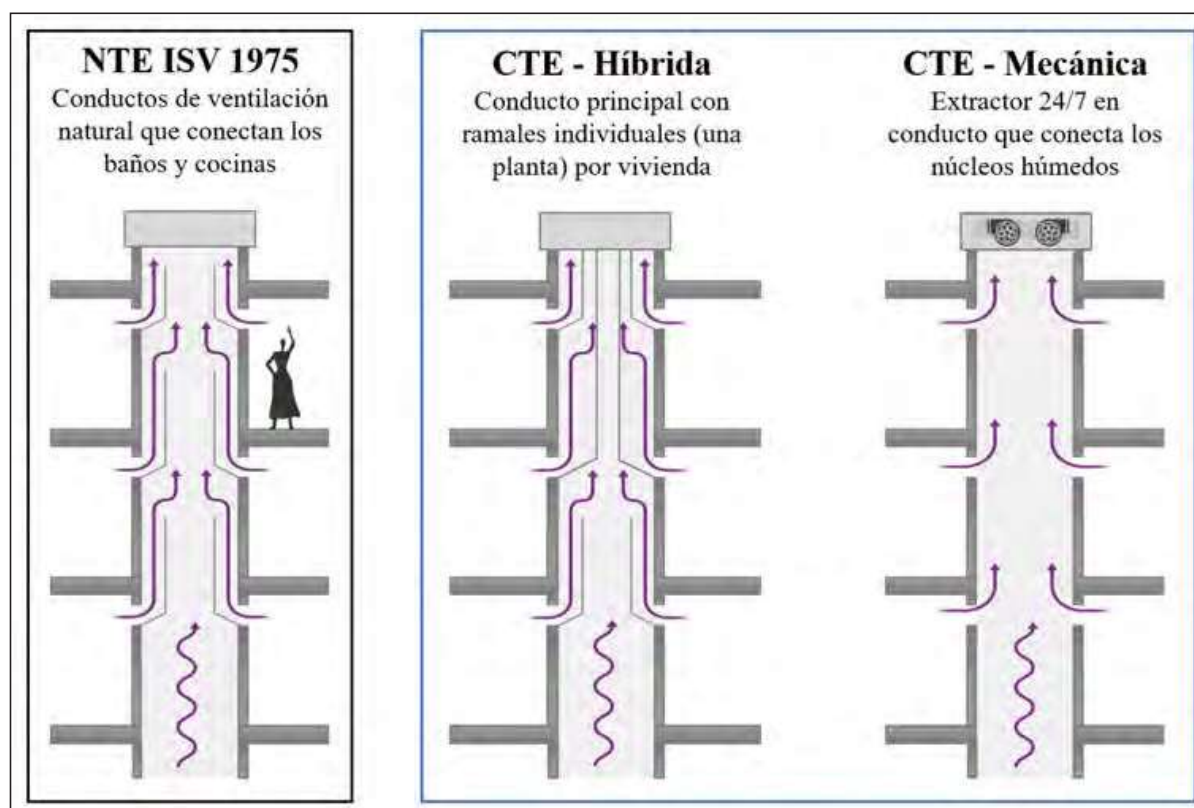 NTE ISV 1975
Conductos de ventilación
natural que conectan los
baños y cocinas
CTE - Híbrida
Conducto principal con
ramales individuales (una
planta) por vivienda
CTE - Mecánica
Extractor 24/7 en
conducto que conecta los
núcleos húmedos